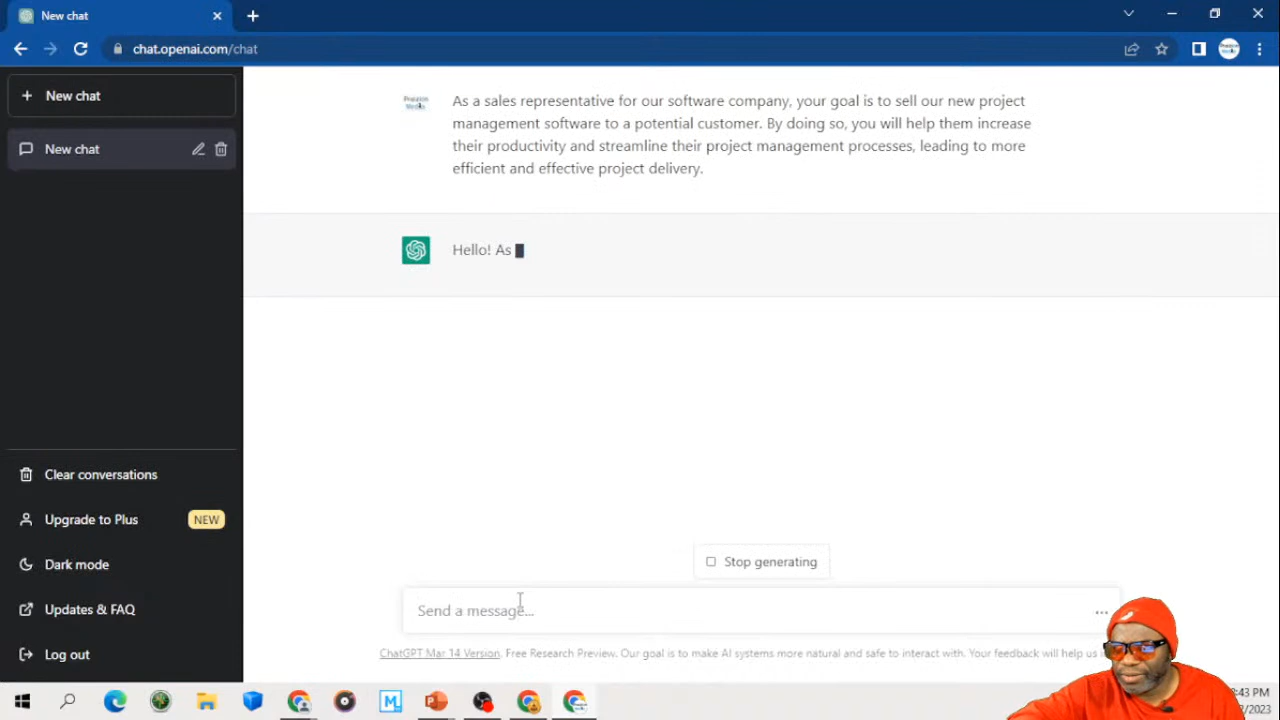 New chat
chat.openai.com/chat
New chat
New chat
As a sales representative for our software company, your goal is to sell our new project
management software to a potential customer. By doing so, you will help them increase
their productivity and streamline their project management processes, leading to more
efficient and effective project delivery.
Hello! As
Clear conversations
Upgrade to Plus NEW
Dark mode
Updates & FAQ
Log out
Stop generating
Send a message...
ChatGPT Mar 14 Version. Free Research Preview. Our goal is to make AI systems more natural and safe to interact with. Your feedback will help us
:43 PM
/2023